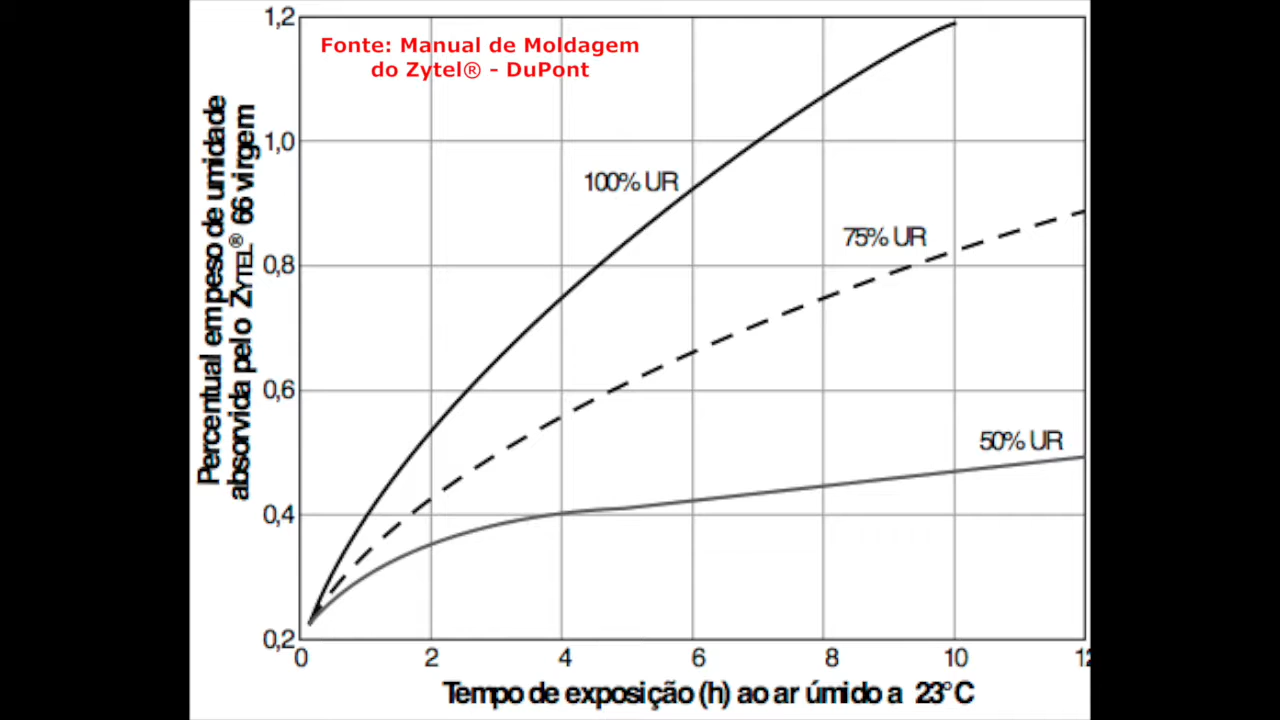 Fonte: Manual de Moldagem
do Zytel® - DuPont
Percentual em peso de umidade
absorvida pelo ZYTEL® 66 virgem
1,2
1,0
0,8
0,6
0,4
0,2
100% UR
75% UR
50% UR
0 2 4 6 8 10 12
Tempo de exposição (h) ao ar úmido a 23°C